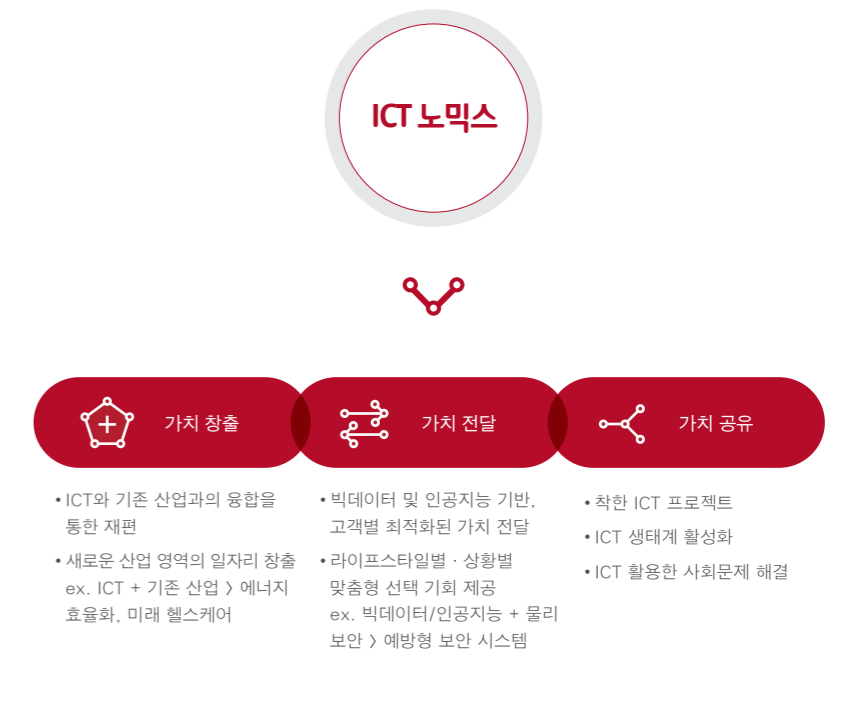 ICT 노믹스
가치 창출
• ICT와 기존 산업과의 융합을
통한 재편
• 새로운 산업 영역의 일자리 창출
ex. ICT + 기존 산업 〉 에너지
효율화, 미래 헬스케어
가치 전달
• 빅데이터 및 인공지능 기반,
고객별 최적화된 가치 전달
• 라이프스타일별 · 상황별
맞춤형 선택 기회 제공
ex. 빅데이터/인공지능 + 물리
보안 〉 예방형 보안 시스템
가치 공유
• 착한 ICT 프로젝트
• ICT 생태계 활성화
• ICT 활용한 사회문제 해결